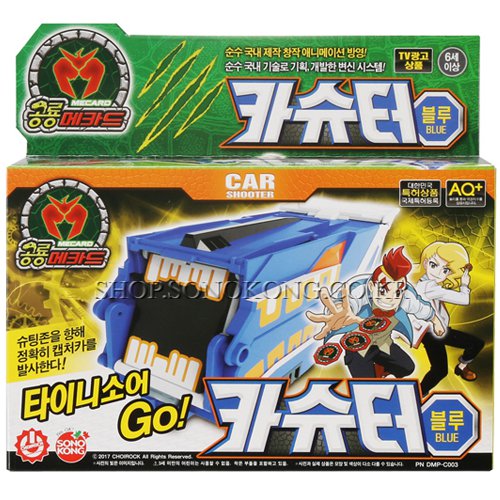 순수 국내 제작 창작 애니메이션 방영!
순수 국내 기술로 기획, 개발한 변신 시스템!
TV광고
상품
6세
이상
MECARD
공룡메카드
카슈터
블루
BLUE
CAR
SHOOTER
대한민국
특허상품
국제특허등록
AQ+
MECARD
공룡메카드
SHOP.SONOKONG.CO.KR
슈팅존을 향해
정확히 캡처카를
발사한다!
타이니소어
GO!
카슈터
블루
BLUE
SONO
KONG
ⓒ 2017 CHOIROCK All Rights Reserved
PN DMP-C003